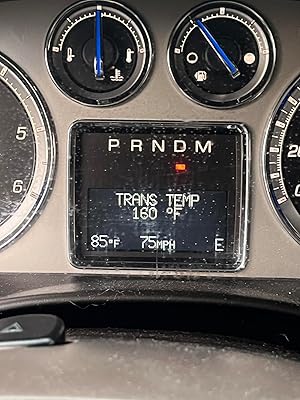 P R N D M
TRANS TEMP
160 °F
85°F 75MPH E
5
6